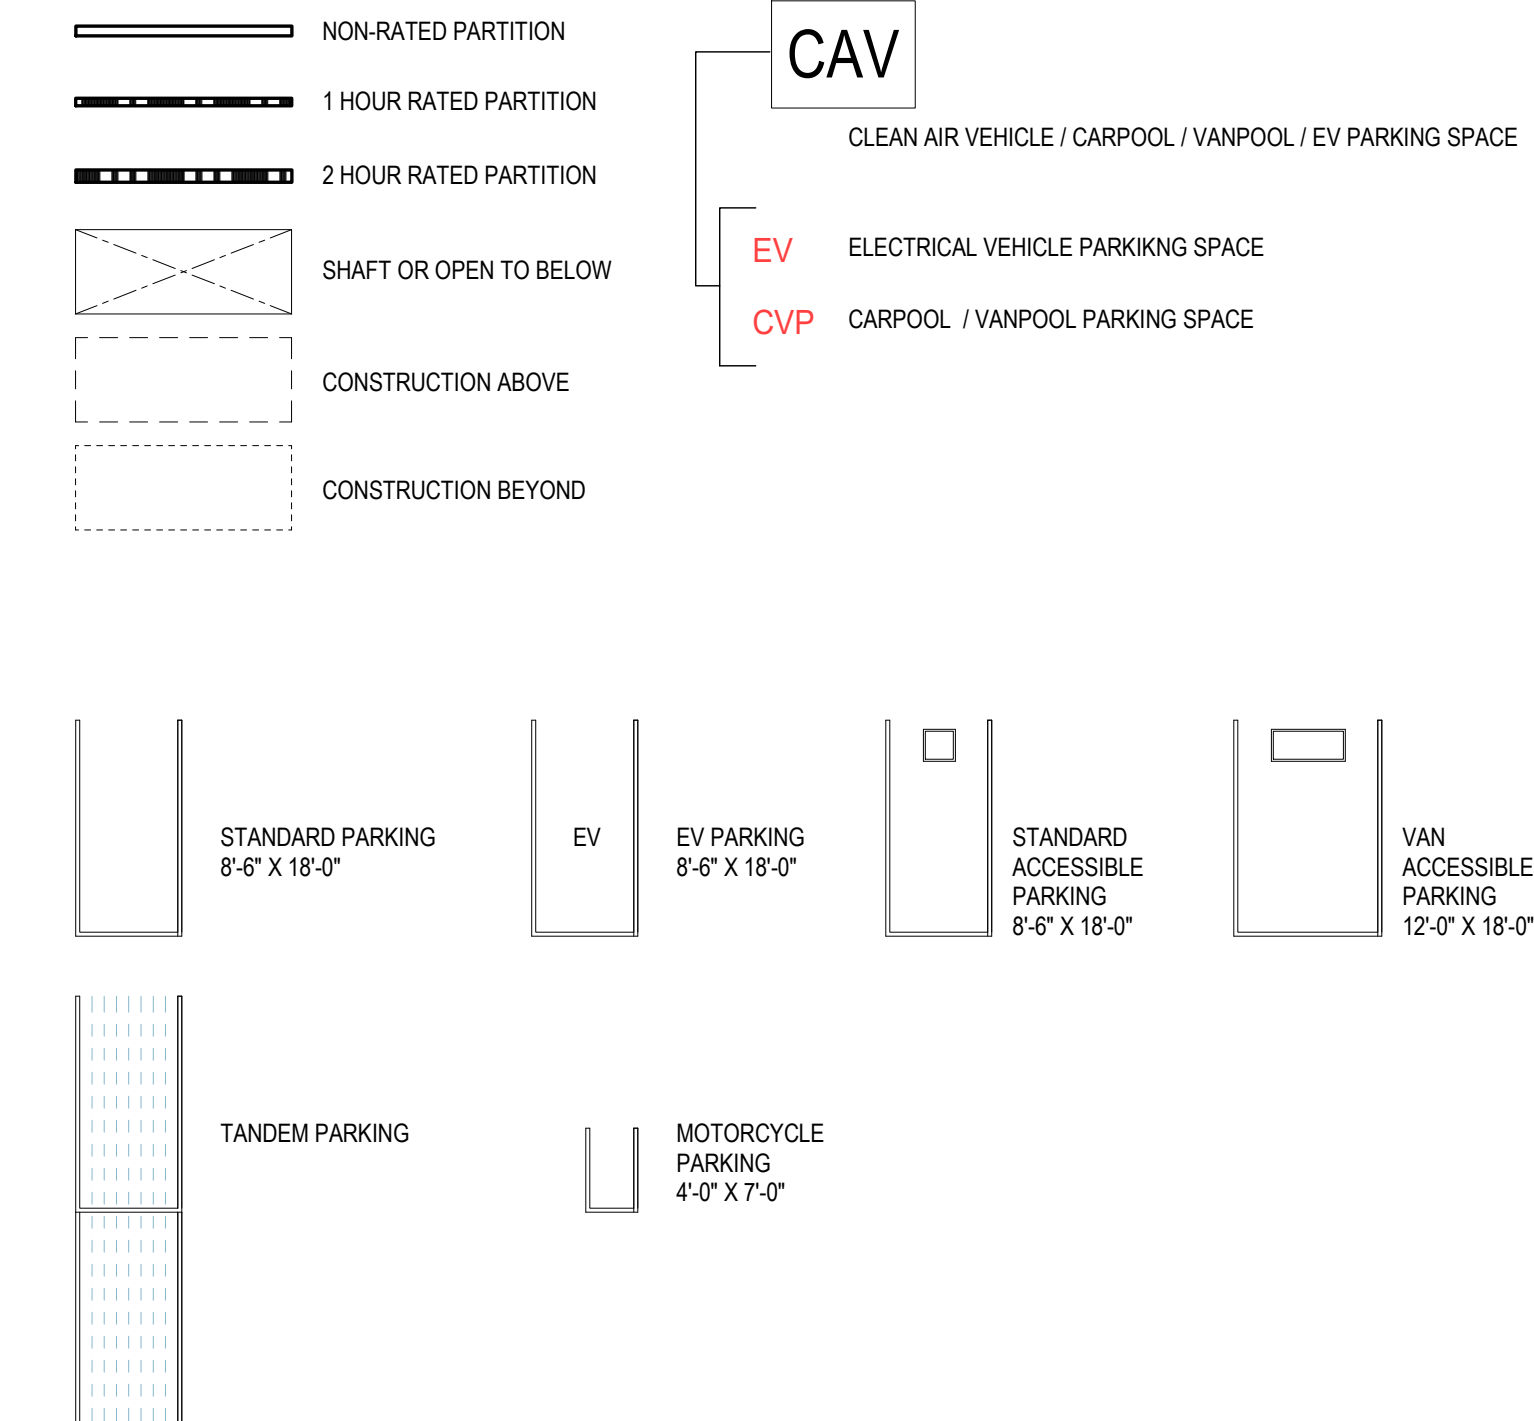 NON-RATED PARTITION
1 HOUR RATED PARTITION
2 HOUR RATED PARTITION
SHAFT OR OPEN TO BELOW
CONSTRUCTION ABOVE
CONSTRUCTION BEYOND
CAV
CLEAN AIR VEHICLE / CARPOOL / VANPOOL / EV PARKING SPACE
EV ELECTRICAL VEHICLE PARKIKNG SPACE
CVP CARPOOL / VANPOOL PARKING SPACE
STANDARD PARKING
8'-6" X 18'-0"
EV
EV PARKING
8'-6" X 18'-0"
STANDARD
ACCESSIBLE
PARKING
8'-6" X 18'-0"
VAN
ACCESSIBLE
PARKING
12'-0" X 18'-0"
TANDEM PARKING
MOTORCYCLE
PARKING
4'-0" X 7'-0"